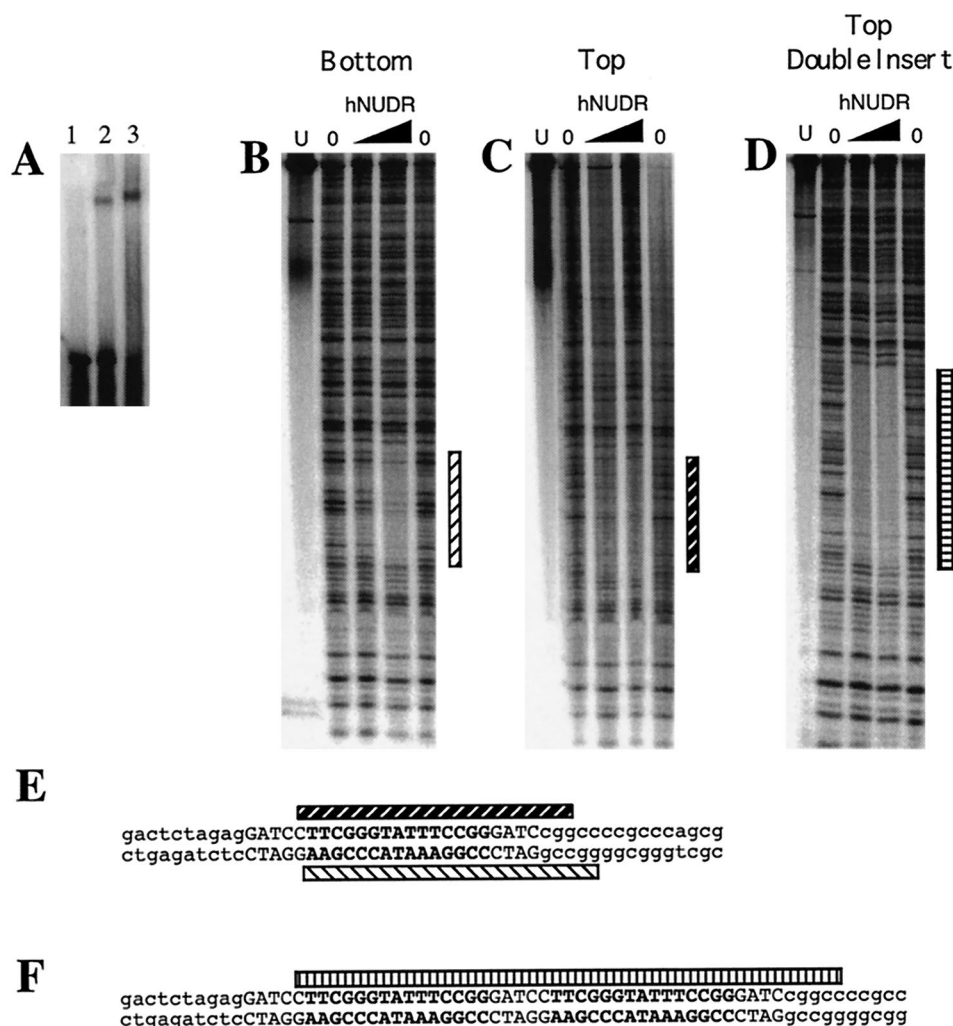 Top
Bottom Top Double Insert
hNUDR hNUDR hNUDR
1 2 3 U 0 0 U 0 0 U 0 0
A B C D
E
gactctagagGATCCTTCGGGTATTTCCGGGATCCggccccgcccagcg
ctgagatctcCTAGGAAGCCCATAAAGGCCCTAGgccggggcgggtcgc
F
gactctagagGATCCTTCGGGTATTTCCGGGATCCTTCGGGTATTTCCGGGATCCggccccgcc
ctgagatctcCTAGGAAGCCCATAAAGGCCCTAGGAAGCCCATAAAGGCCCTAGgccggggcgg